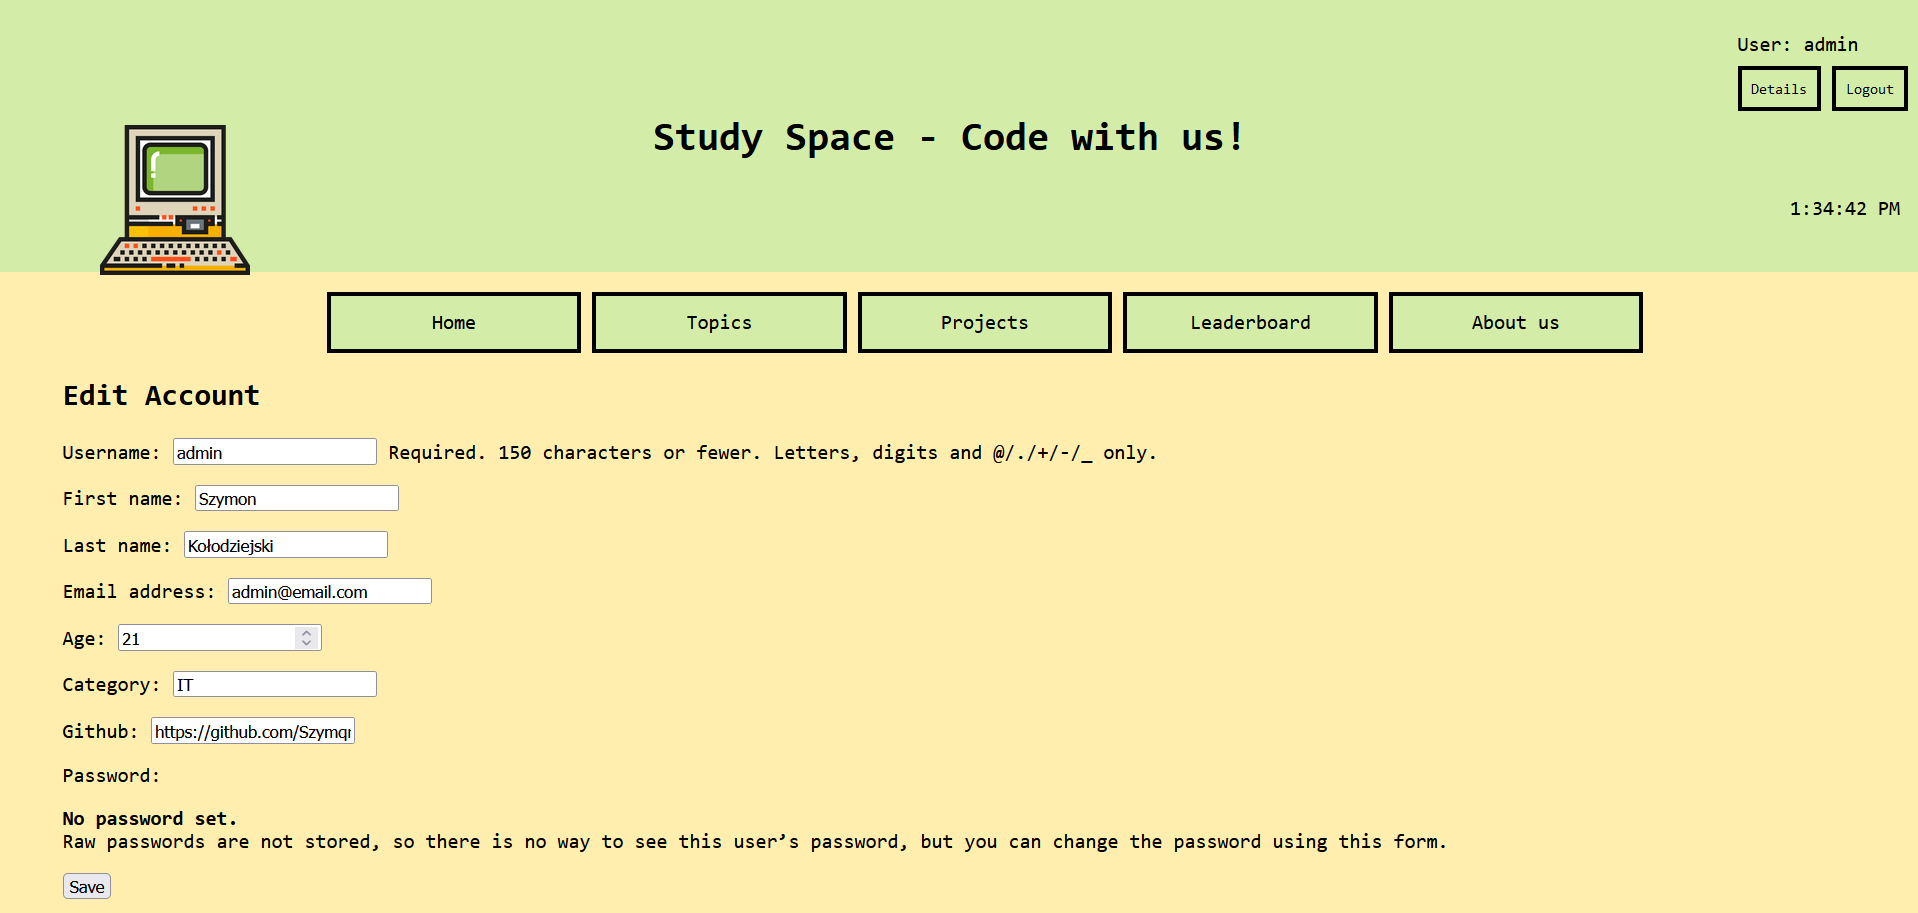 User: admin
Details Logout
Study Space - Code with us!
1:34:42 PM
Home Topics Projects Leaderboard About us
Edit Account
Username: admin Required. 150 characters or fewer. Letters, digits and @/./+/-/_ only.
First name: Szymon
Last name: Kołodziejski
Email address: admin@email.com
Age: 21
Category: IT
Github: https://github.com/Szymq
Password:
No password set.
Raw passwords are not stored, so there is no way to see this user’s password, but you can change the password using this form.
Save